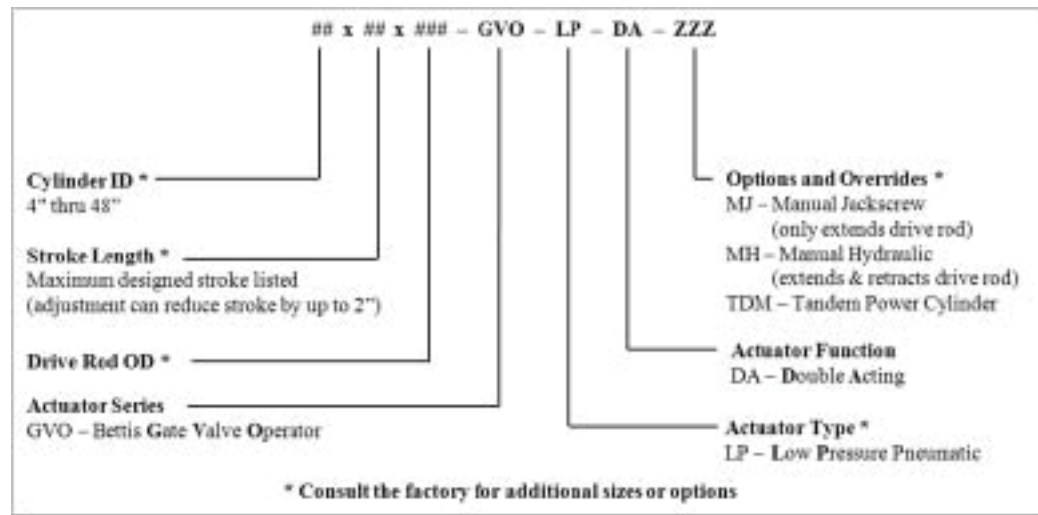 ## x ## x ### – GVO – LP – DA – ZZZ
Cylinder ID *
4” thru 48”
Stroke Length *
Maximum designed stroke listed
(adjustment can reduce stroke by up to 2”)
Drive Rod OD *
Actuator Series
GVO – Bettis Gate Valve Operator
Options and Overrides *
MJ – Manual Jackscrew
(only extends drive rod)
MH – Manual Hydraulic
(extends & retracts drive rod)
TDM – Tandem Power Cylinder
Actuator Function
DA – Double Acting
Actuator Type *
LP – Low Pressure Pneumatic
* Consult the factory for additional sizes or options